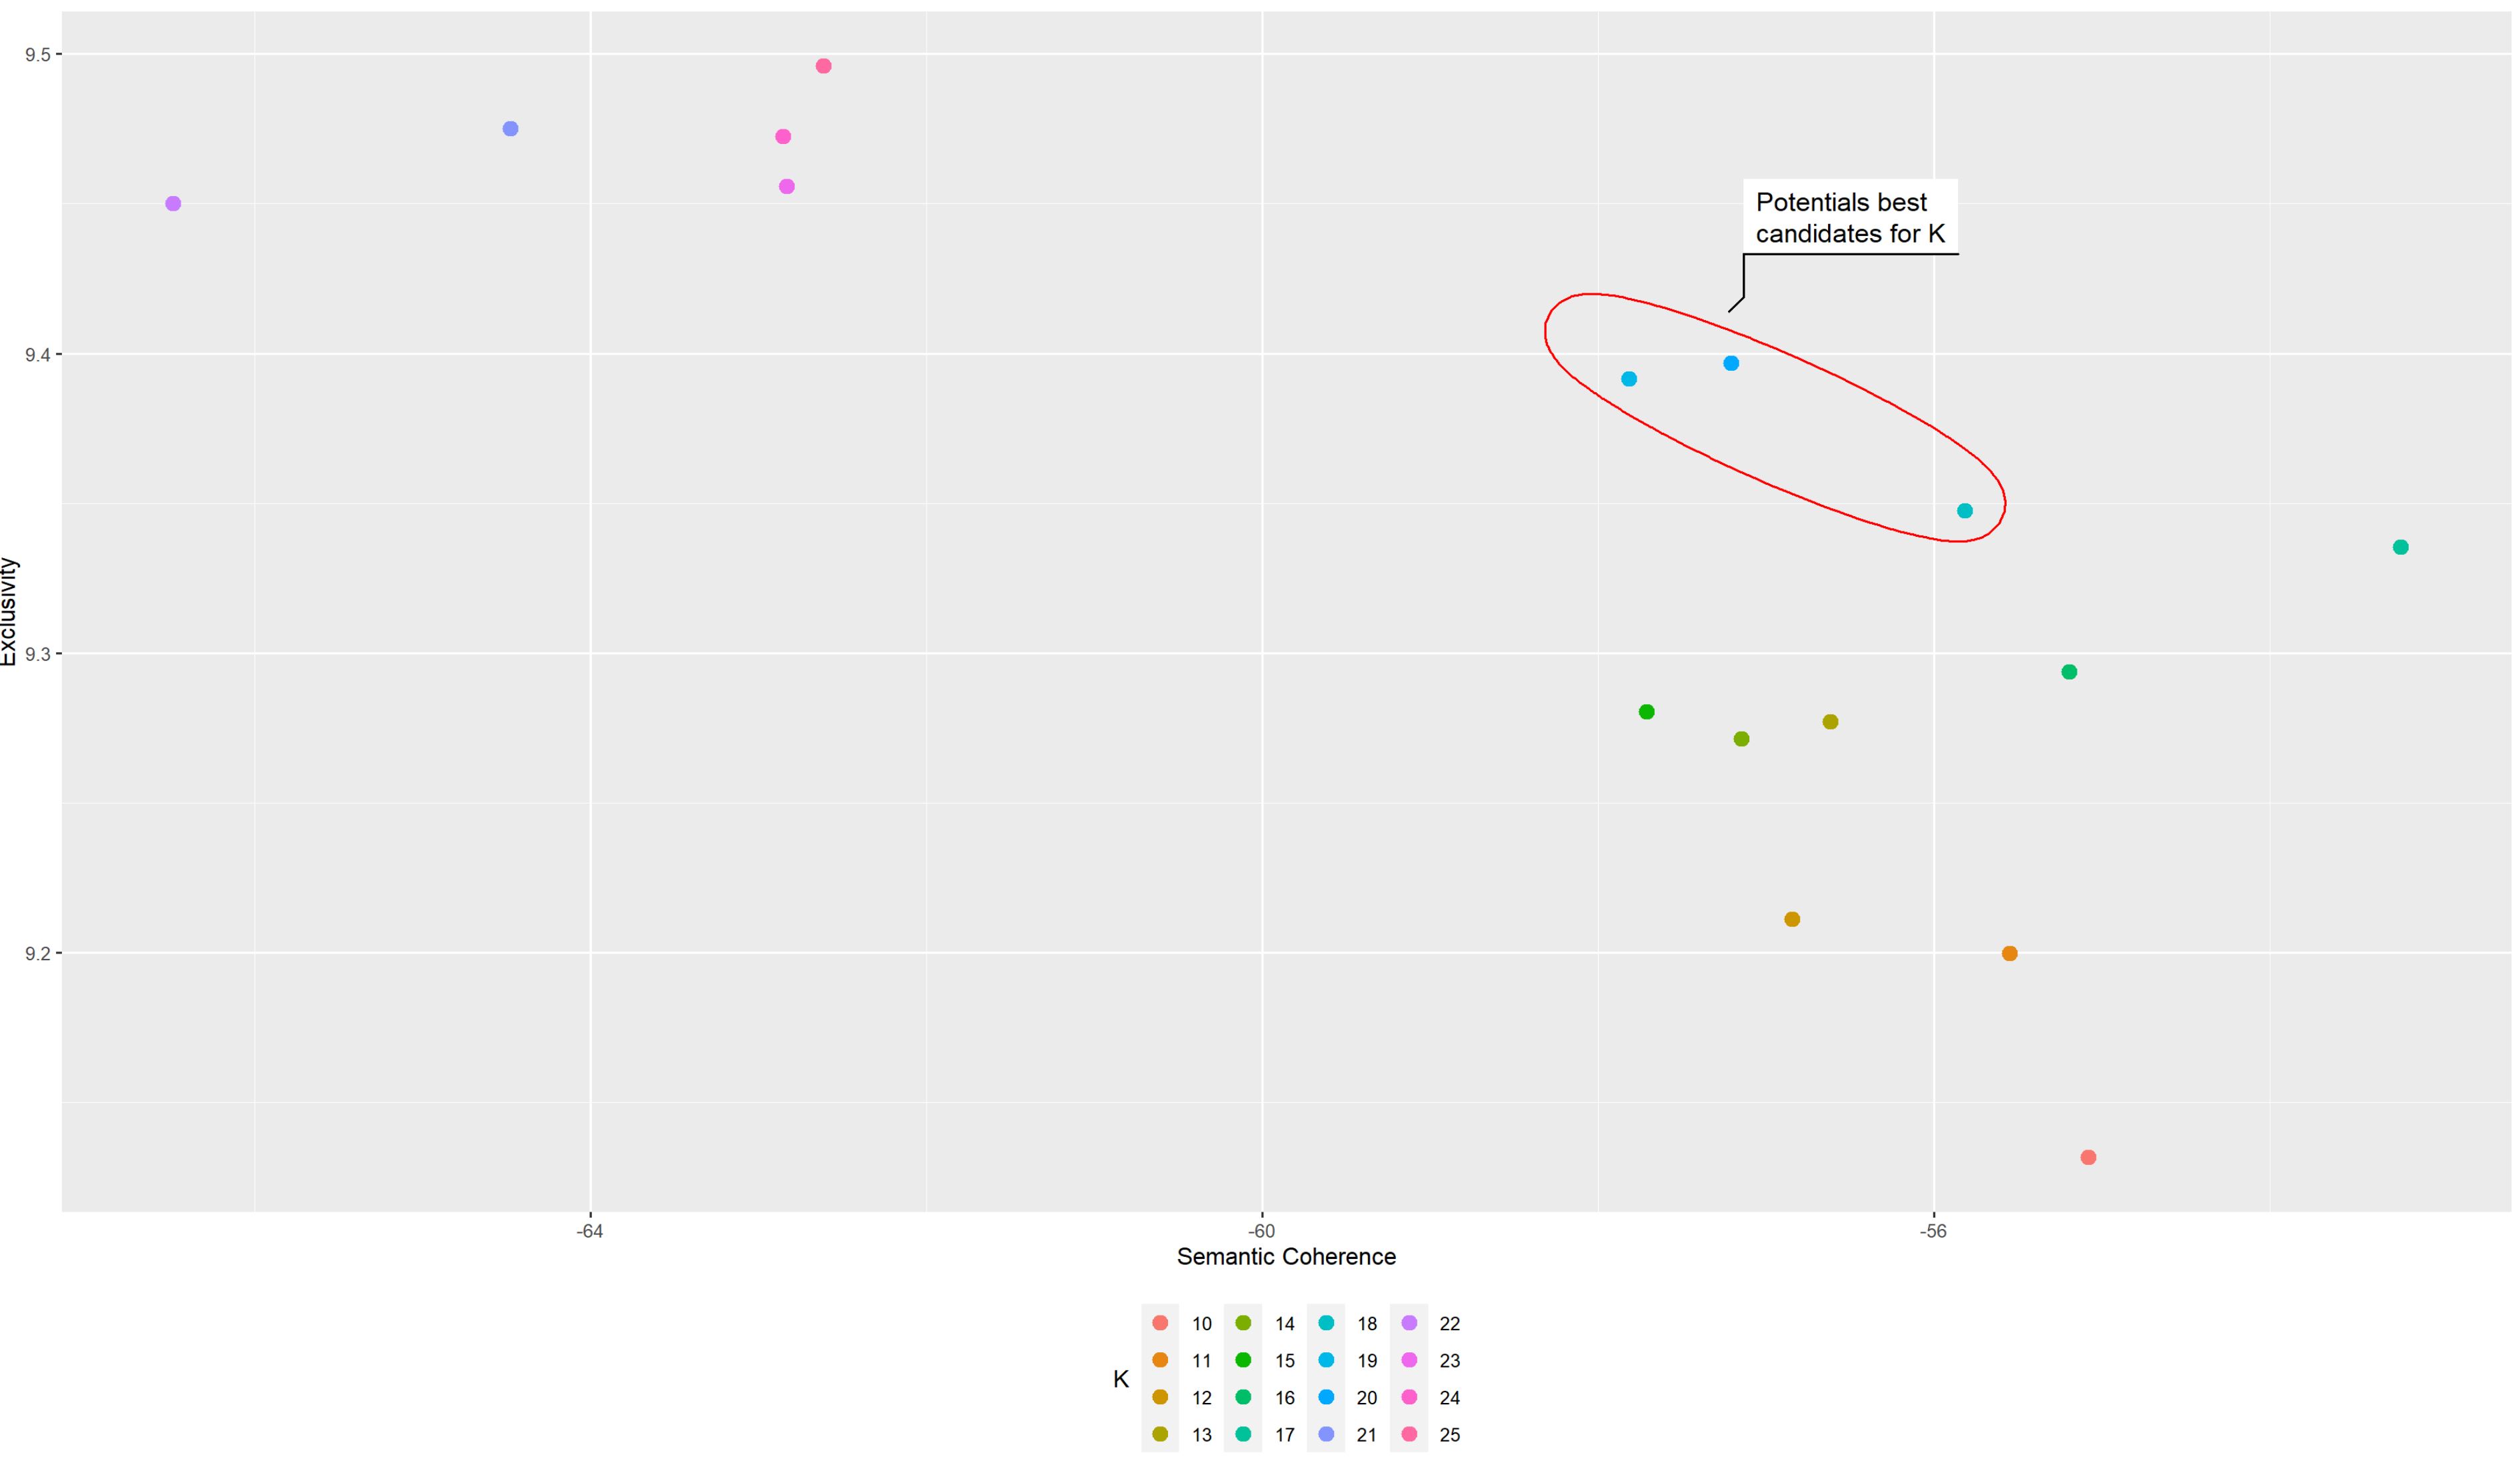 9.5
Potentials best
candidates for K
9.4
Exclusivity
9.3
9.2
-64
-60
-56
Semantic Coherence
K
10 14 18 22
11 15 19 23
12 16 20 24
13 17 21 25